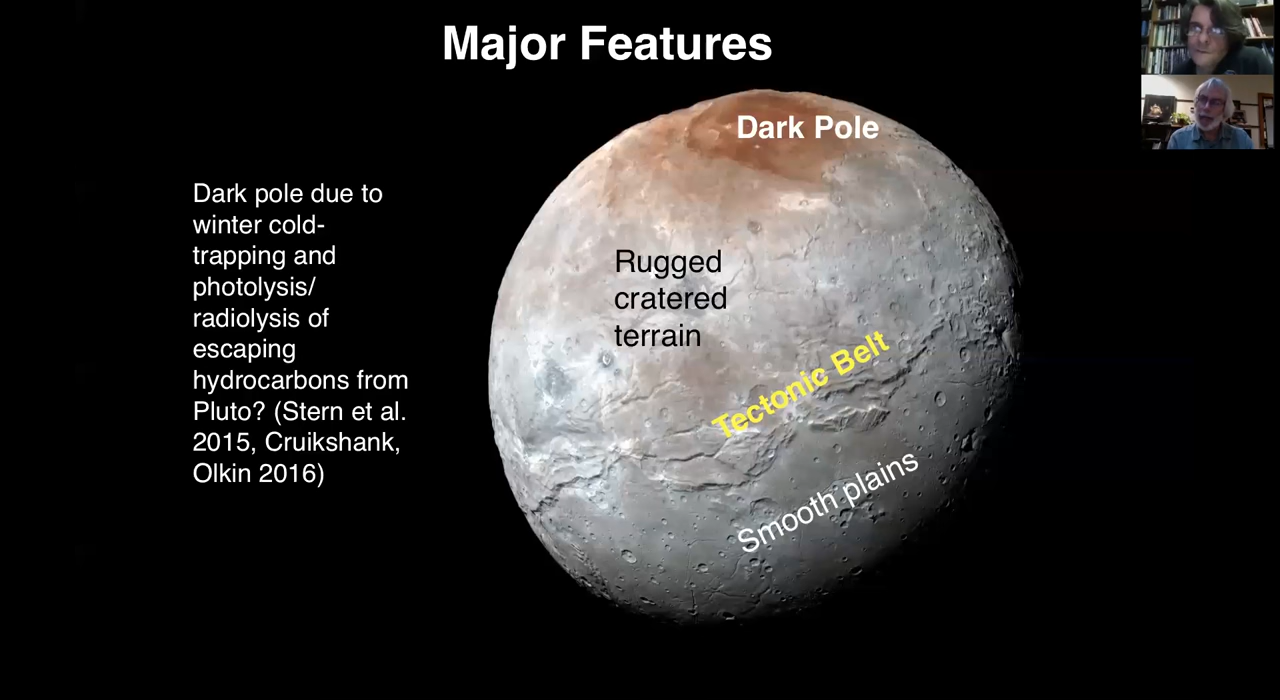 Major Features
Dark Pole
Dark pole due to
winter cold-
trapping and
photolysis/
radiolysis of
escaping
hydrocarbons from
Pluto? (Stern et al.
2015, Cruikshank,
Olkin 2016)
Rugged
cratered
terrain
Tectonic Belt
Smooth plains